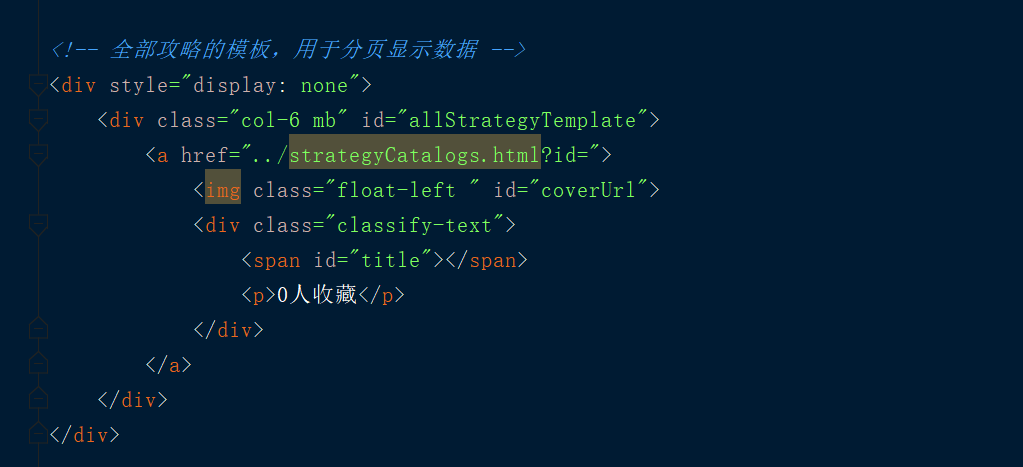 <!-- 全部攻略的模板，用于分页显示数据 -->
<div style="display: none">
<div class="col-6 mb" id="allStrategyTemplate">
<a href="../strategyCatalogs.html?id=">
<img class="float-left " id="coverUrl">
<div class="classify-text">
<span id="title"></span>
<p>0人收藏</p>
</div>
</a>
</div>
</div>